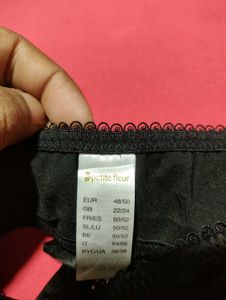 petite fleur
EUR 48/50
GB 22/24
FR/ES 50/52
SL/LU 50/52
BE 50/52
IT 54/56
РУС/UA 56/58